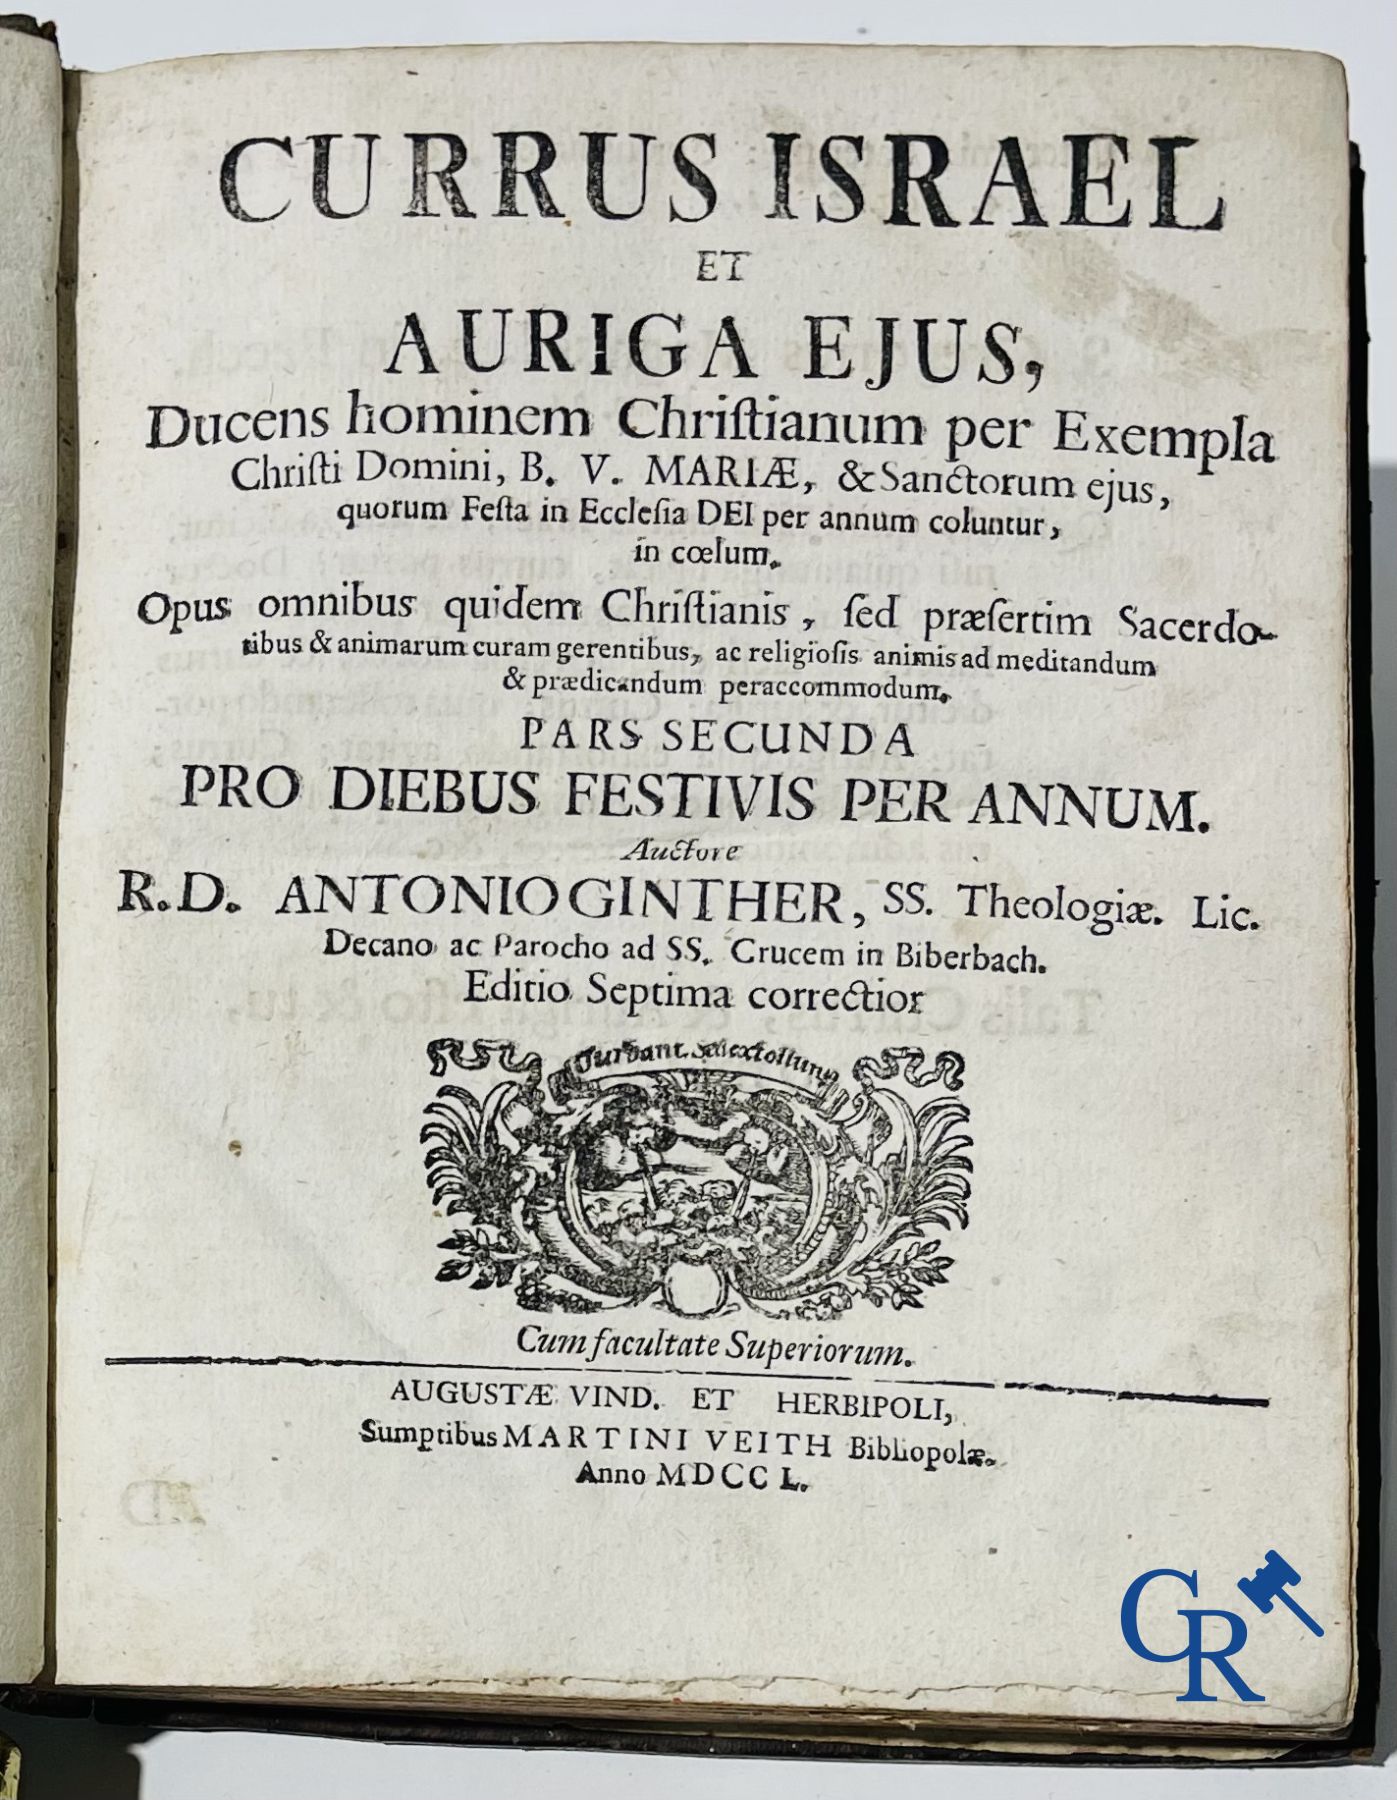 CURRUS ISRAEL
ET
AURIGA EJUS,
Ducens hominem Chriſtianum per Exempla
Chriſti Domini, B. V. MARIÆ, & Sanctorum ejus,
quorum Feſta in Eccleſia DEI per annum coluntur,
in cœlum.
Opus omnibus quidem Chriſtianis, ſed præſertim Sacerdo-
tibus & animarum curam gerentibus, ac religioſis animis ad meditandum
& prædicandum peraccommodum.
PARS SECUNDA
PRO DIEBUS FESTIVIS PER ANNUM.
Auctore
R.D. ANTONIO GINTHER, SS. Theologiæ. Lic.
Decano ac Parocho ad SS. Crucem in Biberbach.
Editio Septima correctior
Turbant. Sed extollunt
Cum facultate Superiorum.
AUGUSTÆ VIND. ET HERBIPOLI,
Sumptibus MARTINI VEITH Bibliopolæ.
Anno MDCCL.
CR